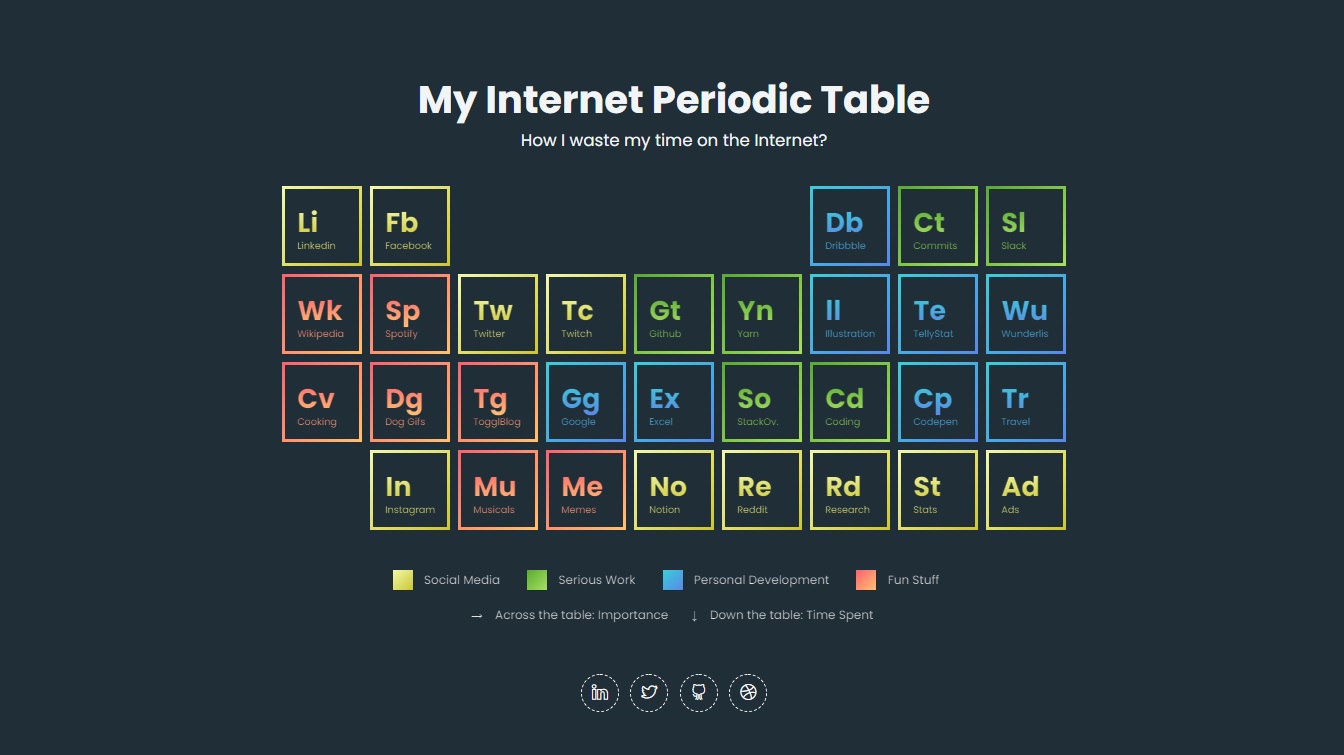 My Internet Periodic Table
How I waste my time on the Internet?
Li Fb Db Ct Sl
Linkedin Facebook Dribbble Commits Slack
Wk Sp Tw Tc Gt Yn Il Te Wu
Wikipedia Spotify Twitter Twitch Github Yarn Illustration TellyStat Wunderlis
Cv Dg Tg Gg Ex So Cd Cp Tr
Cooking Dog Gifs TogglBlog Google Excel StackOv. Coding Codepen Travel
In Mu Me No Re Rd St Ad
Instagram Musicals Memes Notion Reddit Research Stats Ads
Social Media Serious Work Personal Development Fun Stuff
→ Across the table: Importance ↓ Down the table: Time Spent
in